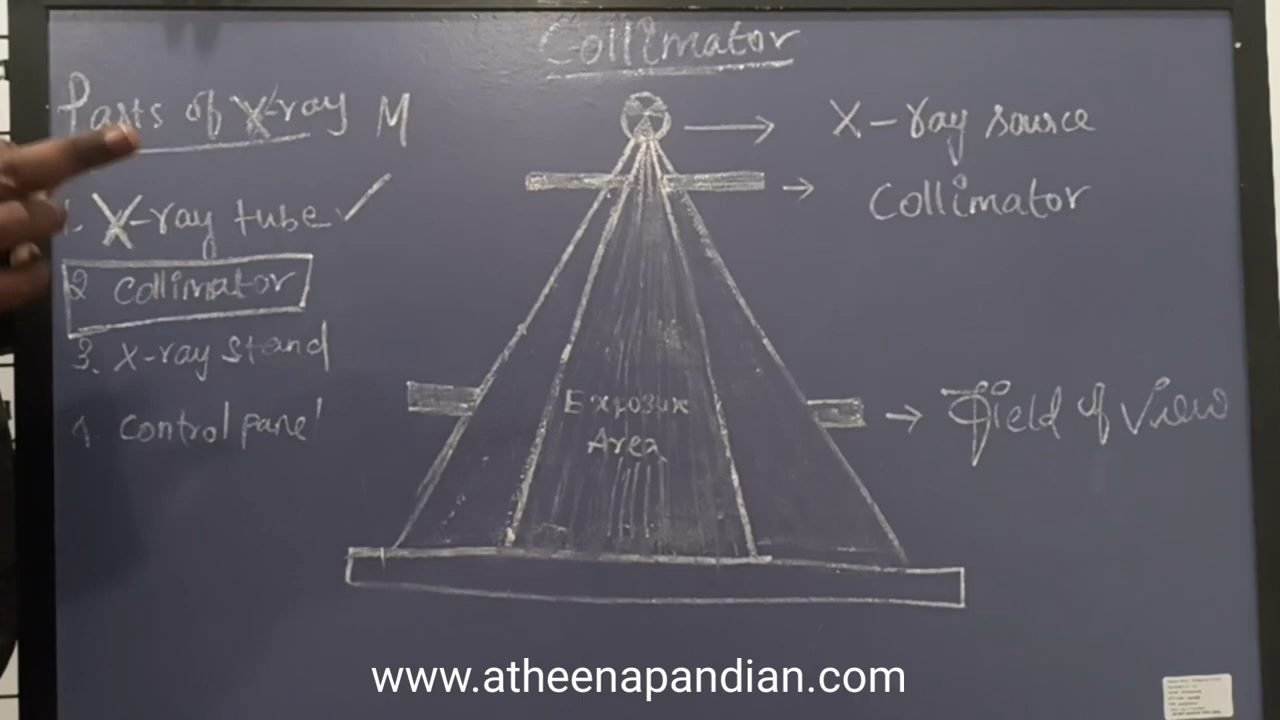 Collimator
Parts of X-ray M
1. X-ray tube ✓
2 Collimator
3. X-ray stand
4. Control panel
X-ray source
Collimator
Exposure
Area
Field of View
www.atheenapandian.com